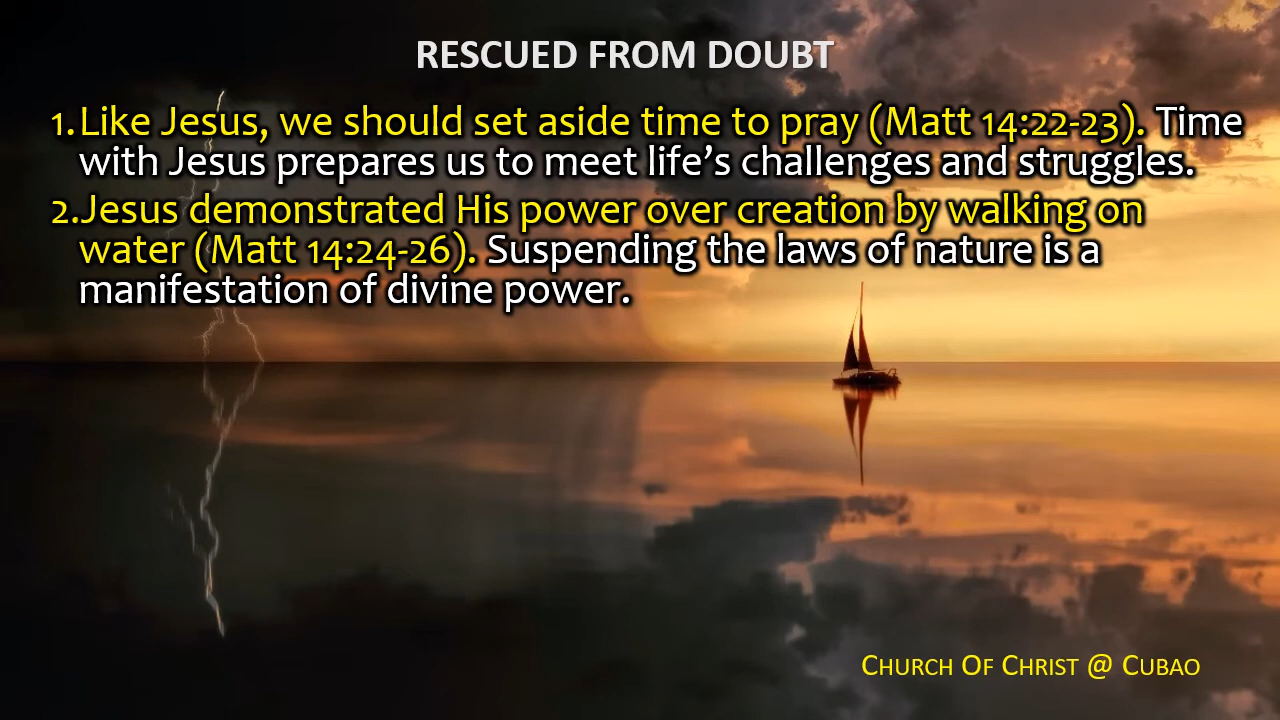 RESCUED FROM DOUBT
1. Like Jesus, we should set aside time to pray (Matt 14:22-23). Time
with Jesus prepares us to meet life’s challenges and struggles.
2. Jesus demonstrated His power over creation by walking on
water (Matt 14:24-26). Suspending the laws of nature is a
manifestation of divine power.
CHURCH OF CHRIST @ CUBAO